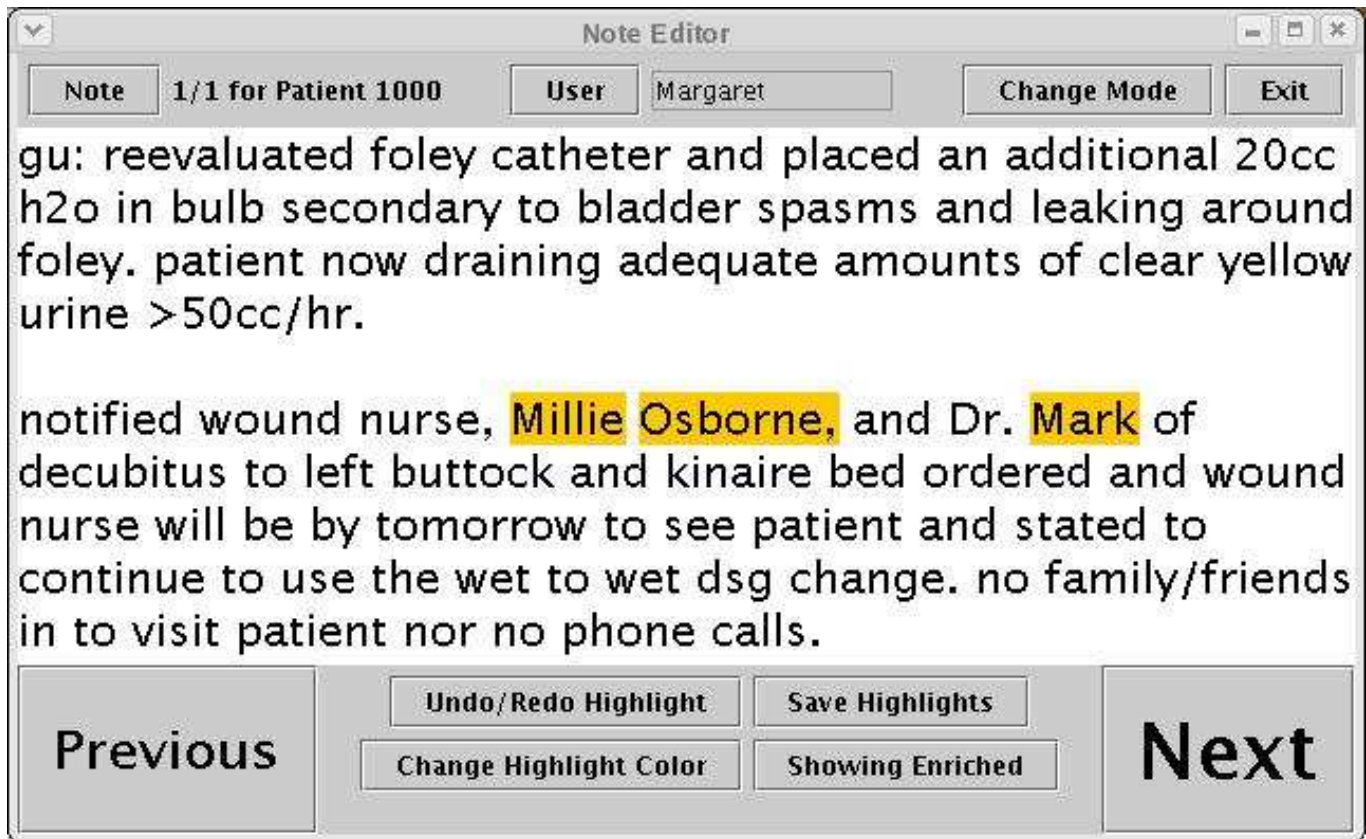 Note Editor
Note 1/1 for Patient 1000 User Margaret Change Mode Exit
gu: reevaluated foley catheter and placed an additional 20cc
h2o in bulb secondary to bladder spasms and leaking around
foley. patient now draining adequate amounts of clear yellow
urine >50cc/hr.
notified wound nurse, Millie Osborne, and Dr. Mark of
decubitus to left buttock and kinaire bed ordered and wound
nurse will be by tomorrow to see patient and stated to
continue to use the wet to wet dsg change. no family/friends
in to visit patient nor no phone calls.
Previous
Undo/Redo Highlight Save Highlights
Change Highlight Color Showing Enriched
Next